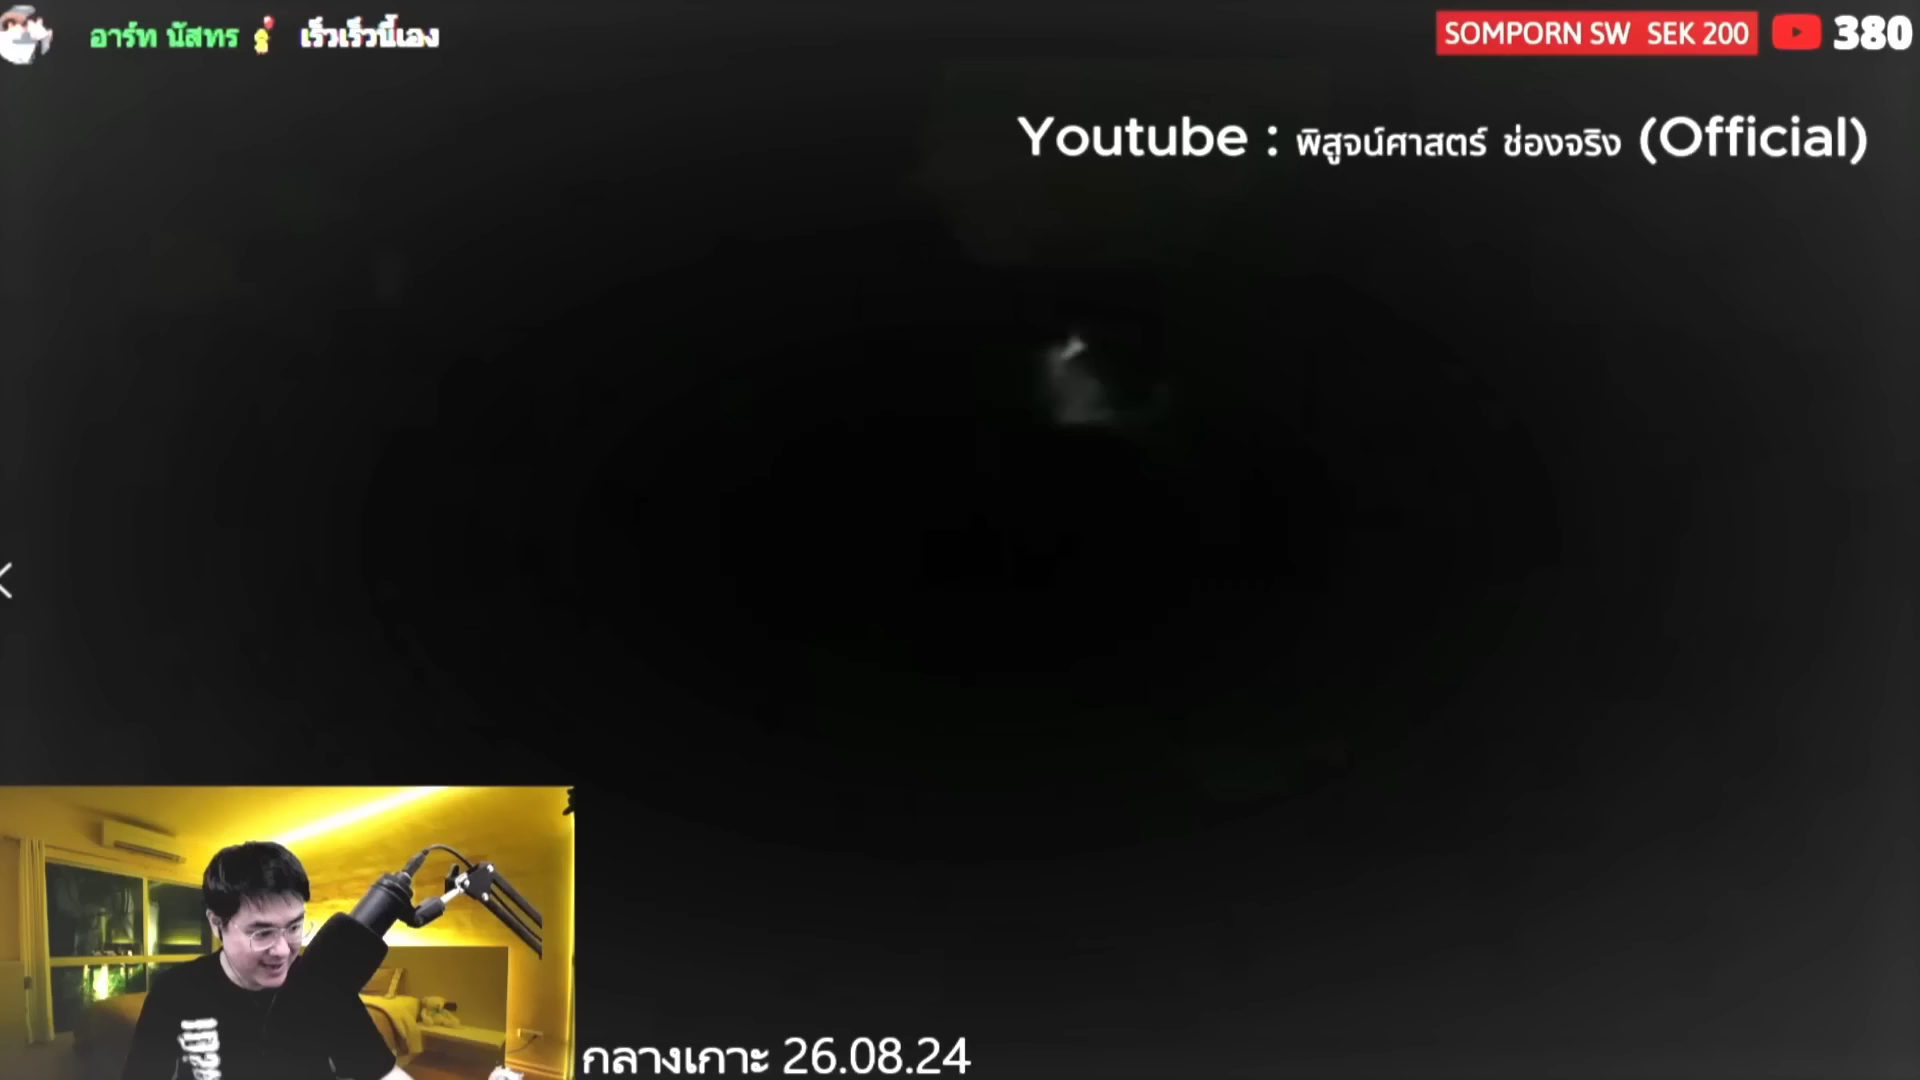 อาร์ท นัสทร เร็วเร็วนี้เอง
SOMPORN SW SEK 200 380
Youtube : พิสูจน์ศาสตร์ ช่องจริง (Official)
กลางเกาะ 26.08.24